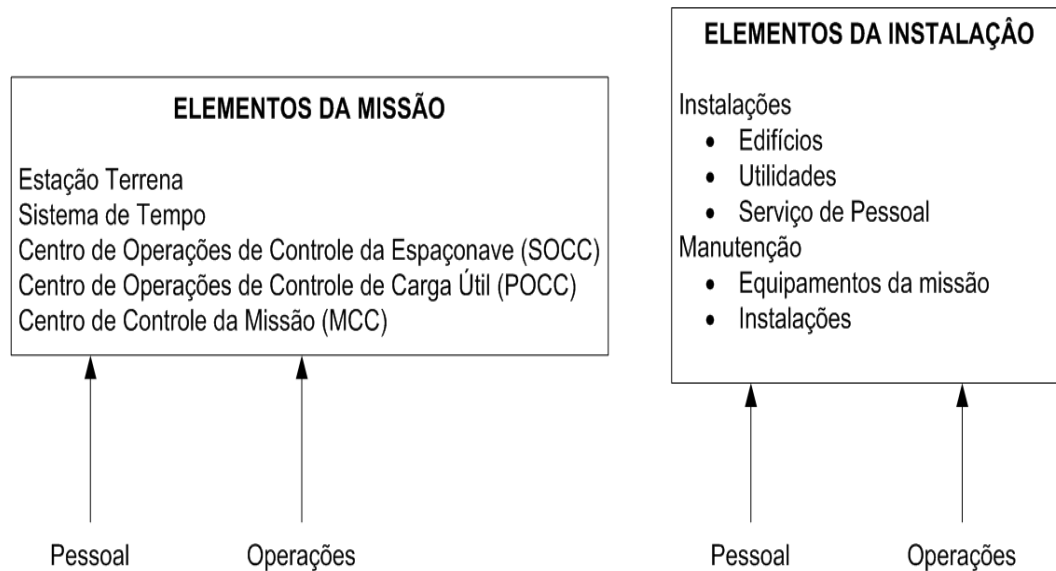 ELEMENTOS DA MISSÃO
Estação Terrena
Sistema de Tempo
Centro de Operações de Controle da Espaçonave (SOCC)
Centro de Operações de Controle de Carga Útil (POCC)
Centro de Controle da Missão (MCC)
Pessoal
Operações
ELEMENTOS DA INSTALAÇÂO
Instalações
• Edifícios
• Utilidades
• Serviço de Pessoal
Manutenção
• Equipamentos da missão
• Instalações
Pessoal
Operações